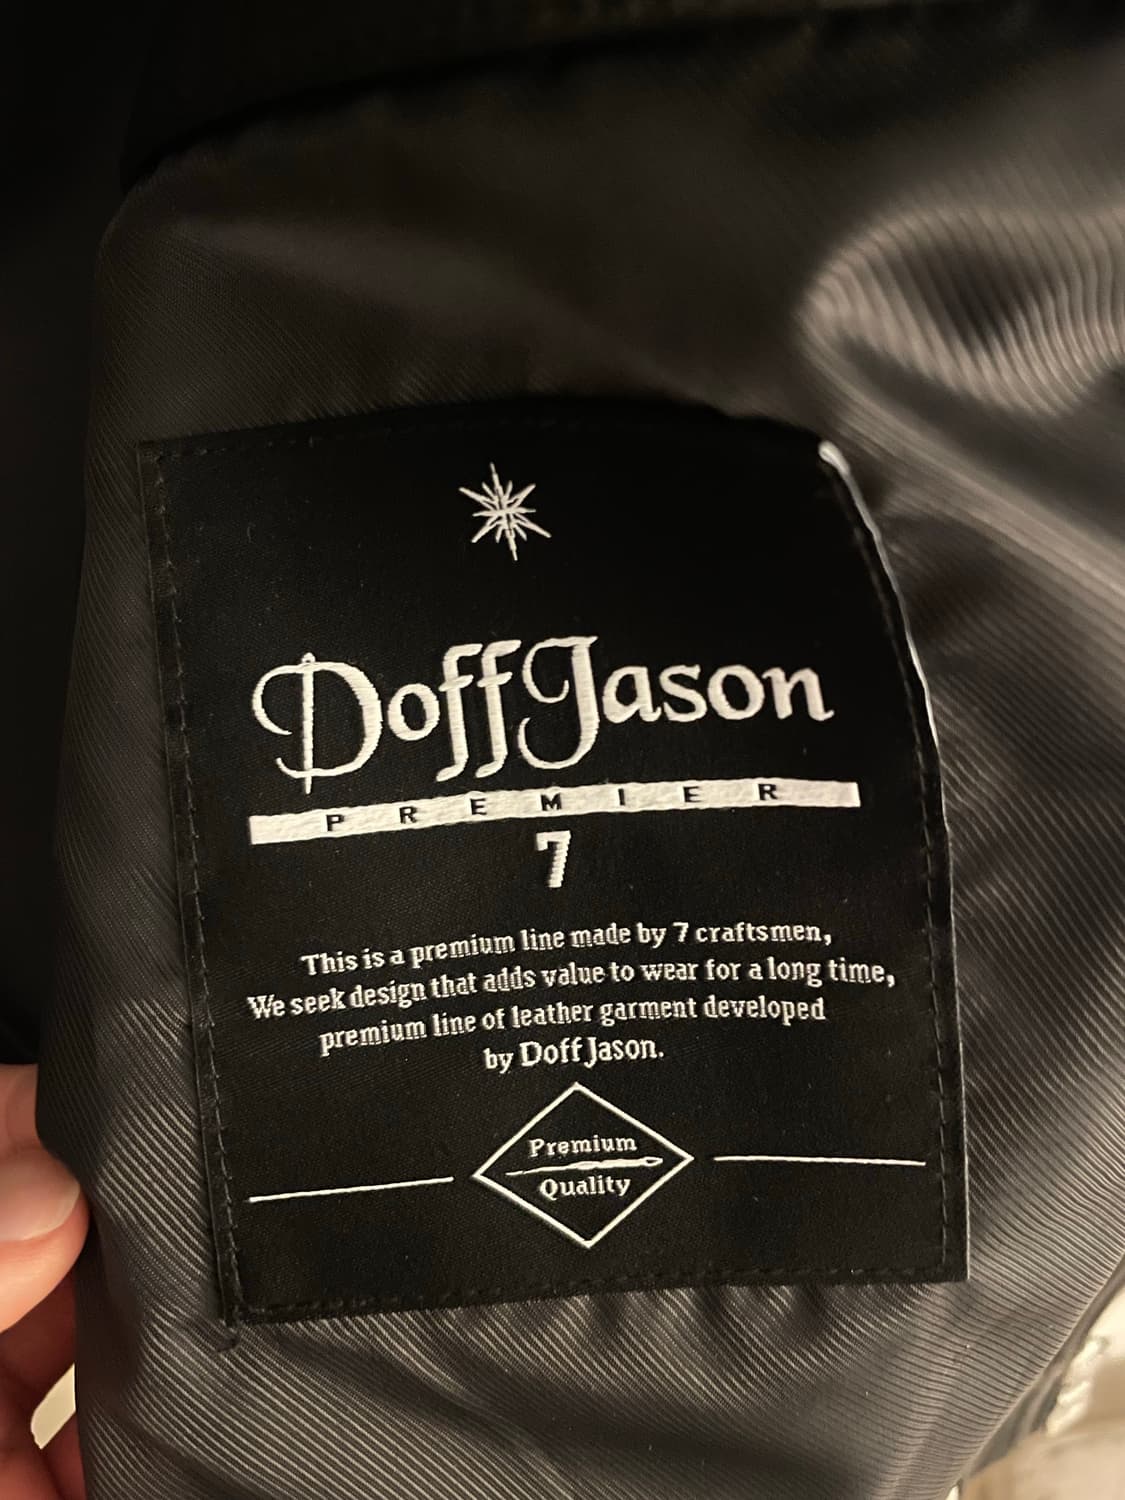 DoffJason
PREMIER
7
This is a premium line made by 7 craftsmen,
We seek design that adds value to wear for a long time,
premium line of leather garment developed
by Doff Jason.
Premium
Quality